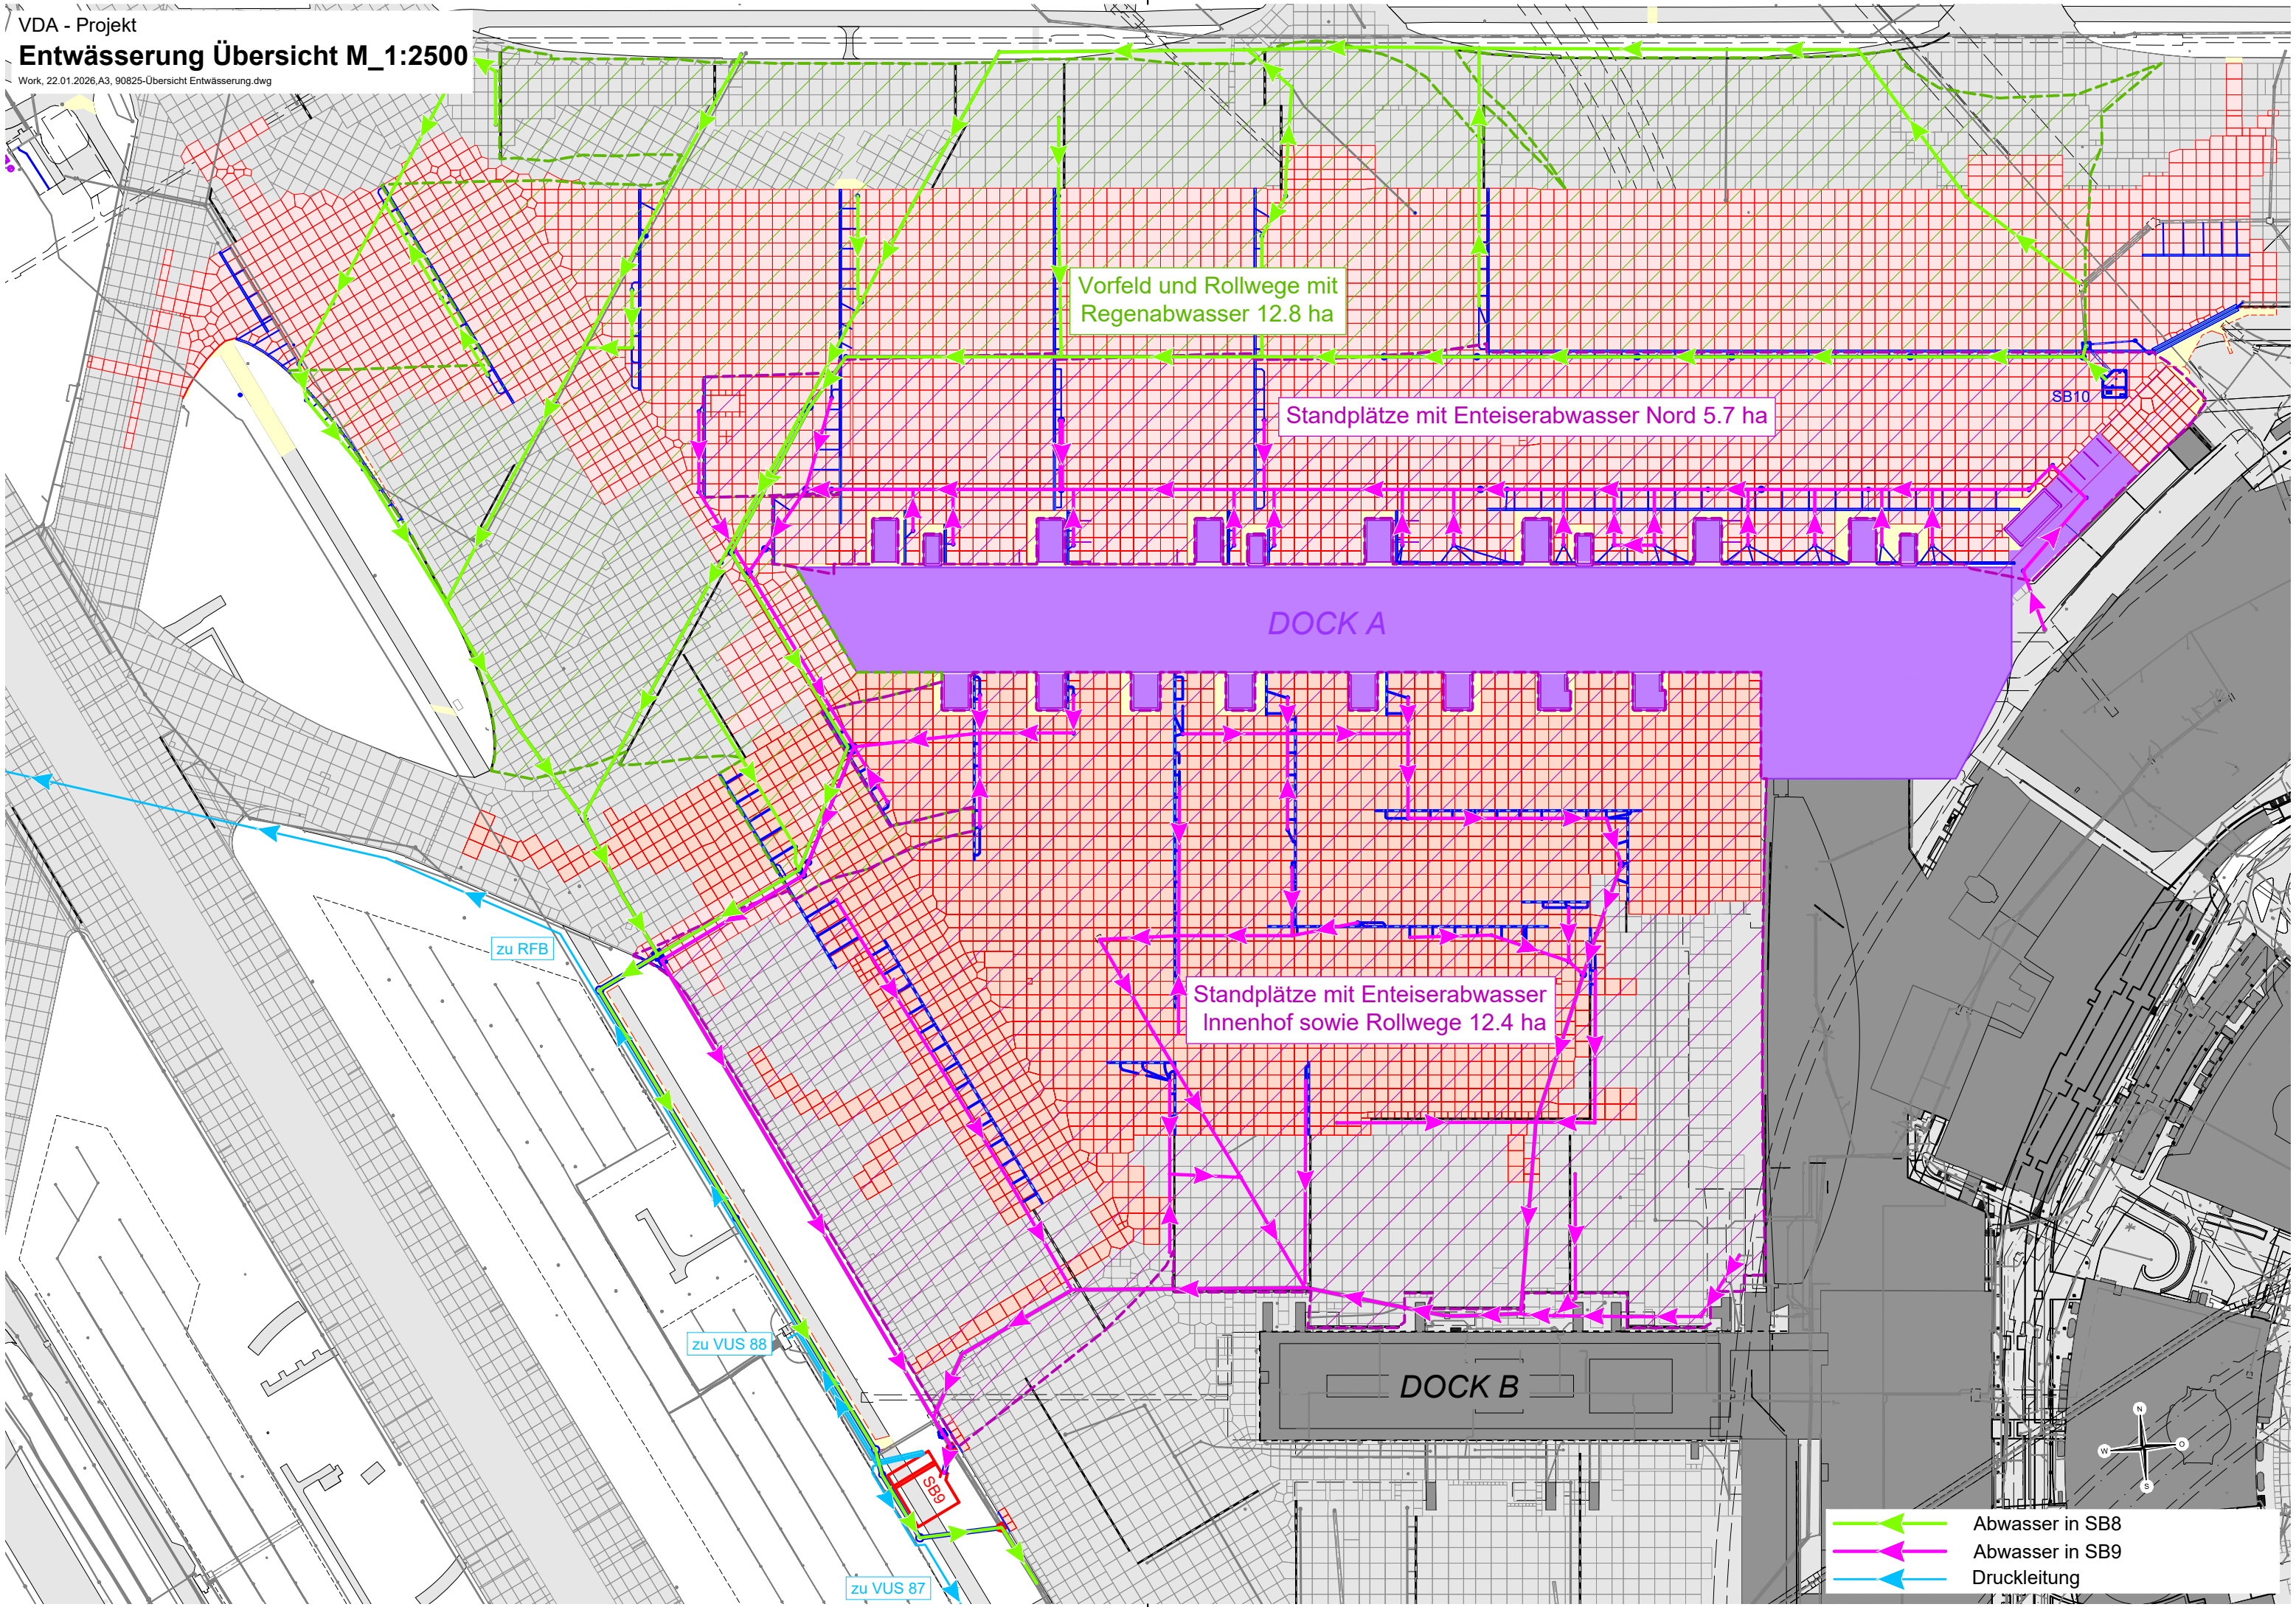 VDA - Projekt
Entwässerung Übersicht M_1:2500
Work, 22.01.2026,A3, 90825-Übersicht Entwässerung.dwg
Vorfeld und Rollwege mit
Regenabwasser 12.8 ha
SB10
Standplätze mit Enteiserabwasser Nord 5.7 ha
DOCK A
zu RFB
Standplätze mit Enteiserabwasser
Innenhof sowie Rollwege 12.4 ha
zu VUS 88
DOCK B
N
W
O
S
SB9
zu VUS 87
Abwasser in SB8
Abwasser in SB9
Druckleitung